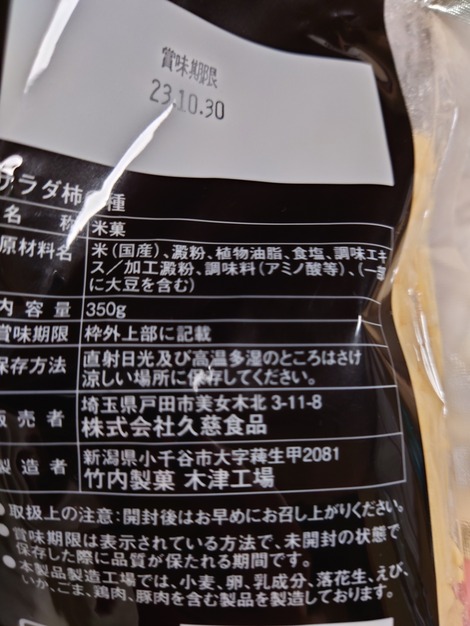 賞味期限
23.10.30
サラダ柿の種
名称 米菓
原材料名 米(国産)、澱粉、植物油脂、食塩、調味エキ
ス/加工澱粉、調味料(アミノ酸等)、(一部
に大豆を含む)
内容量 350g
賞味期限 枠外上部に記載
保存方法 直射日光及び高温多湿のところはさけ
涼しい場所に保存してください。
販売者 埼玉県戸田市美女木北3-11-8
株式会社久慈食品
製造者 新潟県小千谷市大字薭生甲2081
竹内製菓 木津工場
●取扱上の注意:開封後はお早めにお召し上がりください。
●賞味期限は表示されている方法で、未開封の状態で
保存した際に品質が保たれる期間です。
●本製品製造工場では、小麦、卵、乳成分、落花生、えび、
いか、ごま、鶏肉、豚肉を含む製品を製造しております。